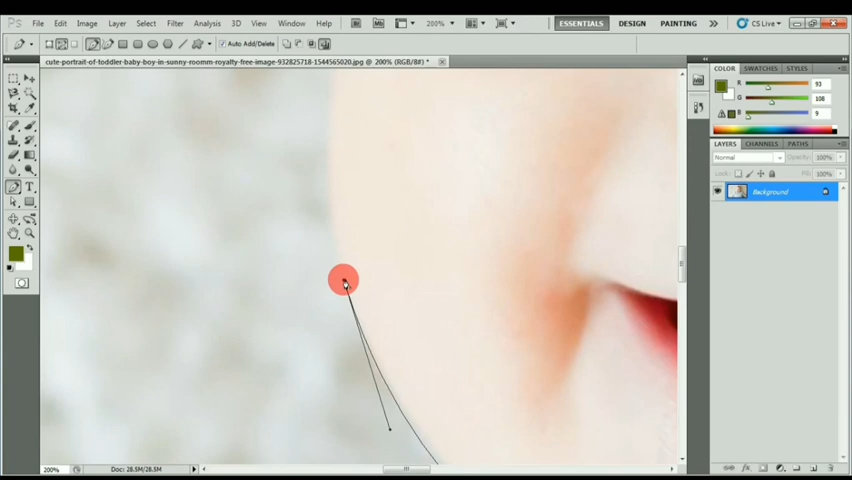 Ps File Edit Image Layer Select Filter Analysis 3D View Window Help Br Mb 200% ESSENTIALS DESIGN PAINTING CS Live
Auto Add/Delete
cute-portrait-of-toddler-baby-boy-in-sunny-roomm-royalty-free-image-932825718-1544565020.jpg @ 200% (RGB/8#) *
COLOR SWATCHES STYLES
R 93
G 108
B 9
LAYERS CHANNELS PATHS
Normal Opacity: 100%
Lock: Fill: 100%
Background
T
200% Doc: 28.5M/28.5M